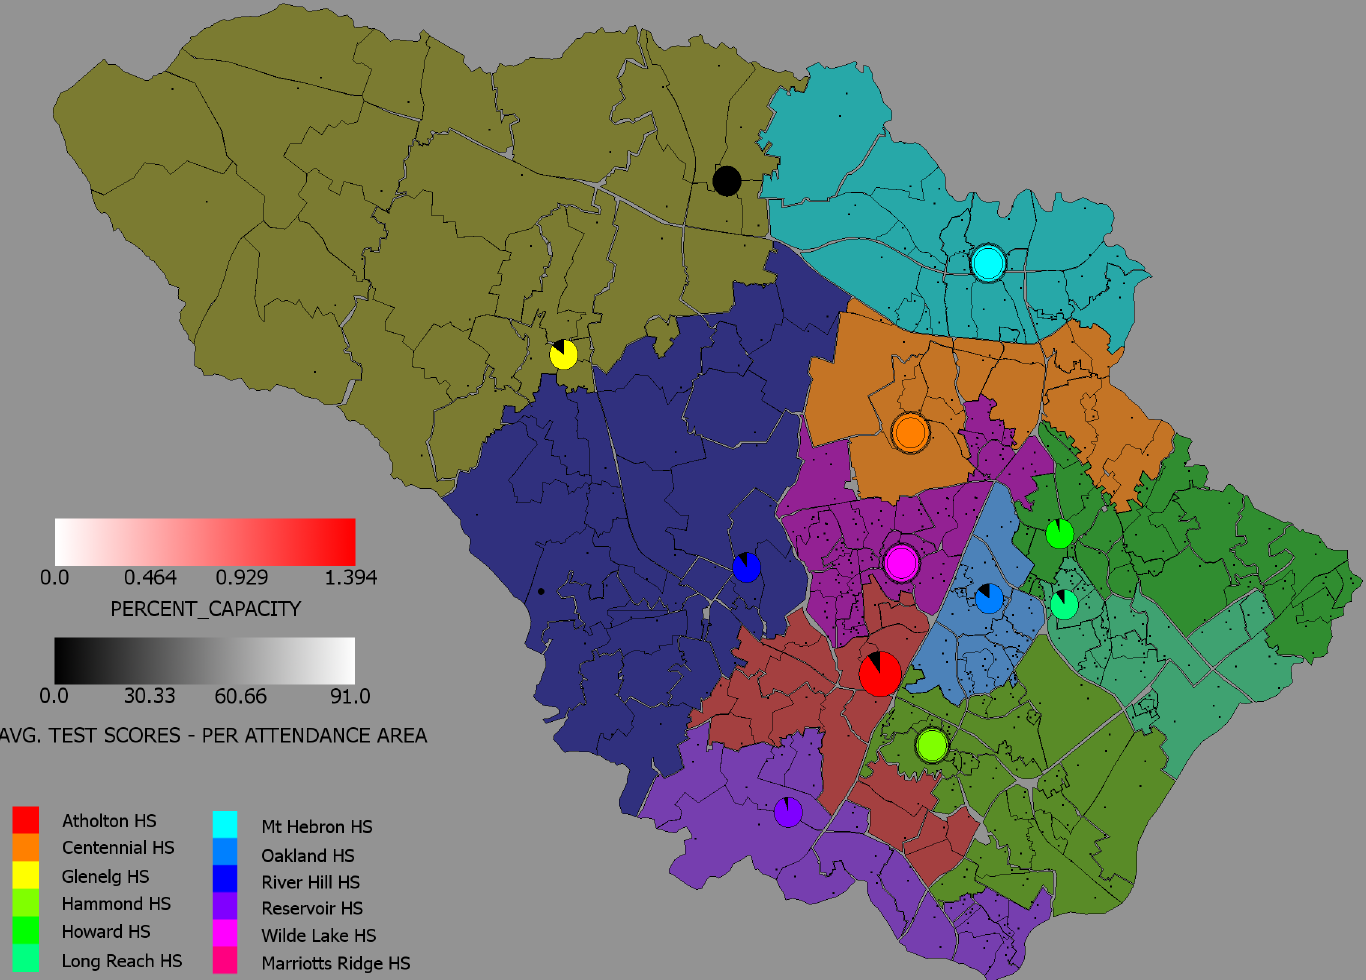 0.0 0.464 0.929 1.394
PERCENT_CAPACITY
0.0 30.33 60.66 91.0
AVG. TEST SCORES - PER ATTENDANCE AREA
Atholton HS
Centennial HS
Glenelg HS
Hammond HS
Howard HS
Long Reach HS
Mt Hebron HS
Oakland HS
River Hill HS
Reservoir HS
Wilde Lake HS
Marriotts Ridge HS